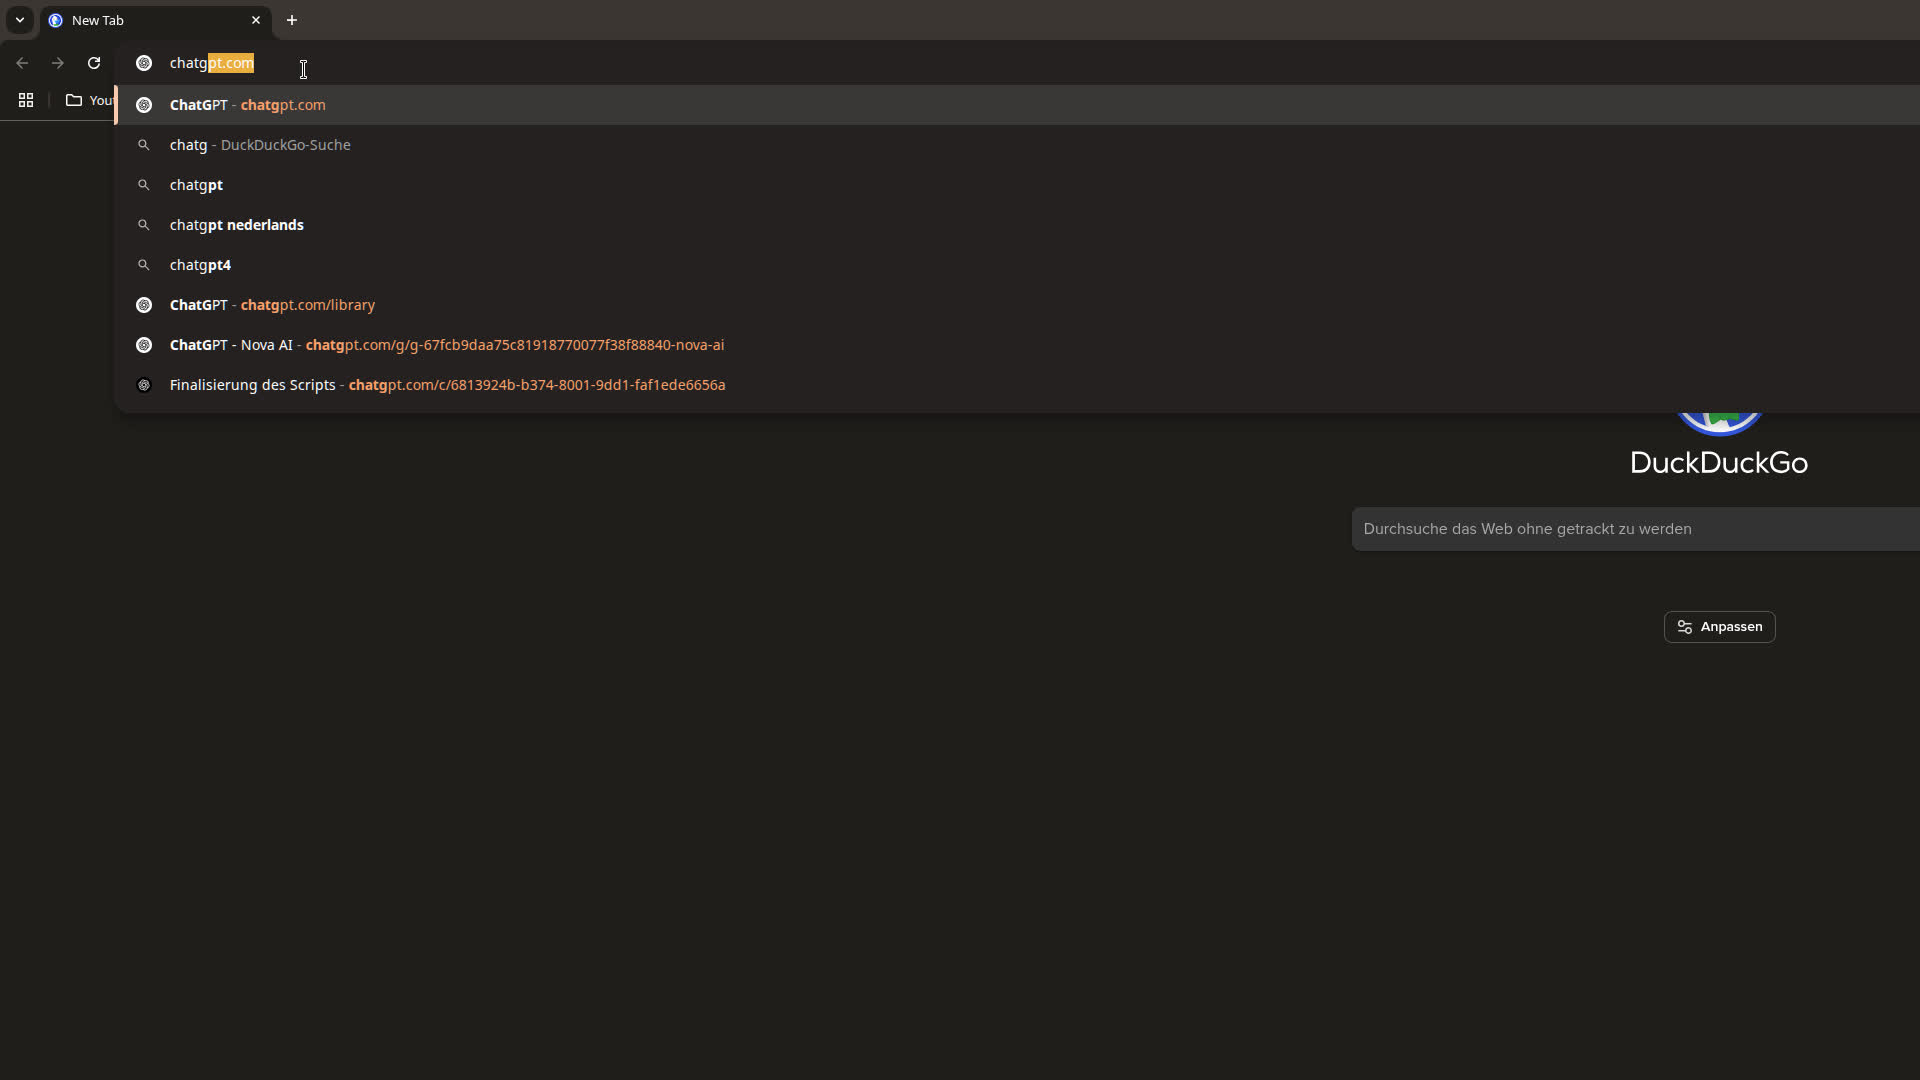 New Tab
chatgpt.com
Yout
ChatGPT - chatgpt.com
chatg - DuckDuckGo-Suche
chatgpt
chatgpt nederlands
chatgpt4
ChatGPT - chatgpt.com/library
ChatGPT - Nova AI - chatgpt.com/g/g-67fcb9daa75c81918770077f38f88840-nova-ai
Finalisierung des Scripts - chatgpt.com/c/6813924b-b374-8001-9dd1-faf1ede6656a
DuckDuckGo
Durchsuche das Web ohne getrackt zu werden
Anpassen